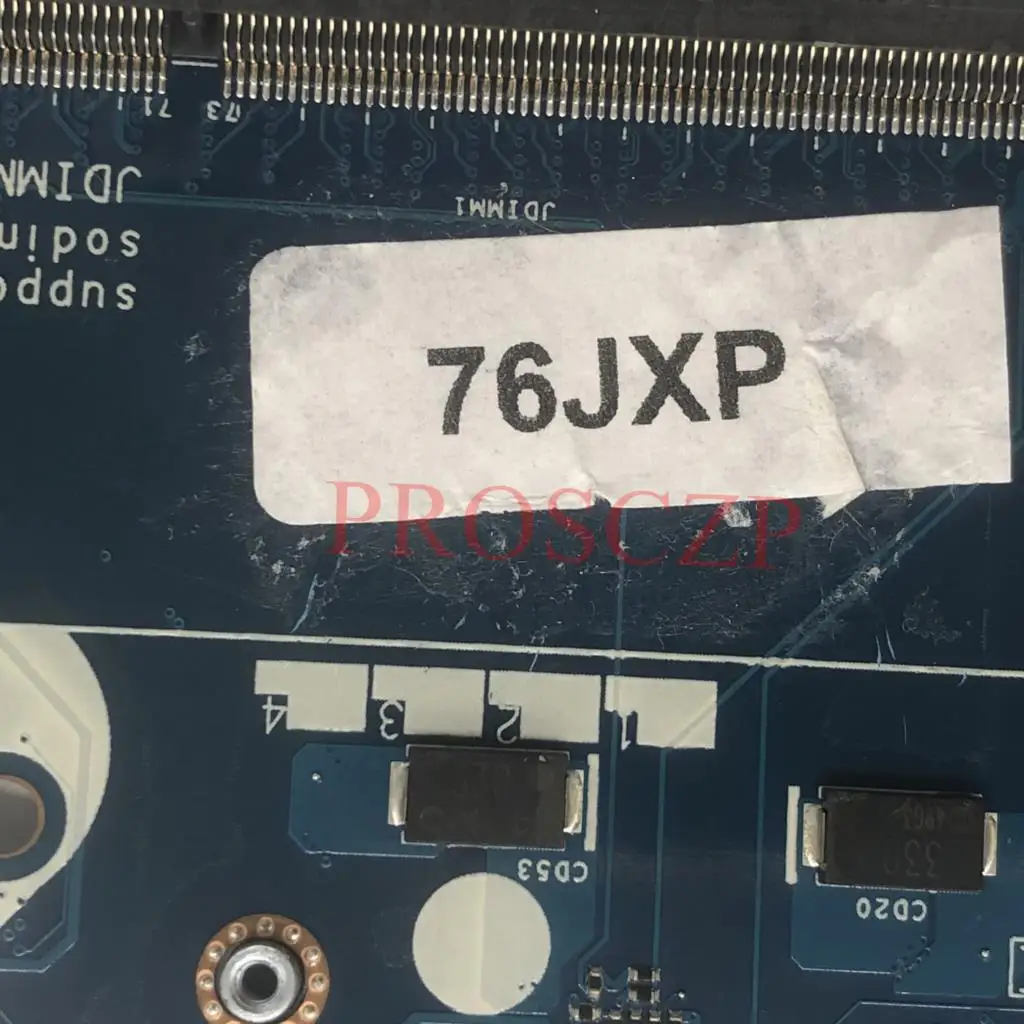 71 73
JDIMM
sodim
suppo
JDIMM1
76JXP
PROSCZP
4 3 2 1
CD53
330
CD20